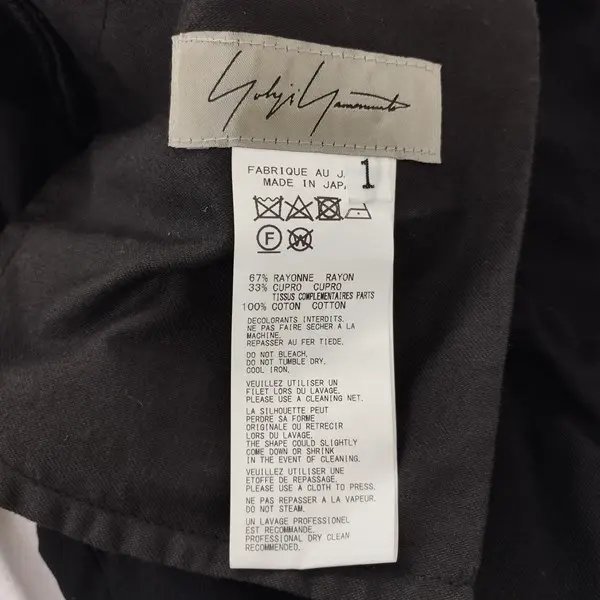 Yohji Yamamoto
FABRIQUE AU J
MADE IN JAP
1
F
W
67% RAYONNE RAYON
33% CUPRO CUPRO
TISSUS COMPLEMENTAIRES PARTS
100% COTON COTTON
DECOLORANTS INTERDITS.
NE PAS FAIRE SECHER A LA
MACHINE.
REPASSER AU FER TIEDE.
DO NOT BLEACH.
DO NOT TUMBLE DRY.
COOL IRON.
VEUILLEZ UTILISER UN
FILET LORS DU LAVAGE.
PLEASE USE A CLEANING NET.
LA SILHOUETTE PEUT
PERDRE SA FORME
ORIGINALE OU RETRECIR
LORS DU LAVAGE.
THE SHAPE COULD SLIGHTLY
COME DOWN OR SHRINK
IN THE EVENT OF CLEANING.
VEUILLEZ UTILISER UNE
ETOFFE DE REPASSAGE.
PLEASE USE A CLOTH TO PRESS.
NE PAS REPASSER A LA VAPEUR.
DO NOT STEAM.
UN LAVAGE PROFESSIONEL
EST RECOMMANDE.
PROFESSIONAL DRY CLEAN
RECOMMENDED.